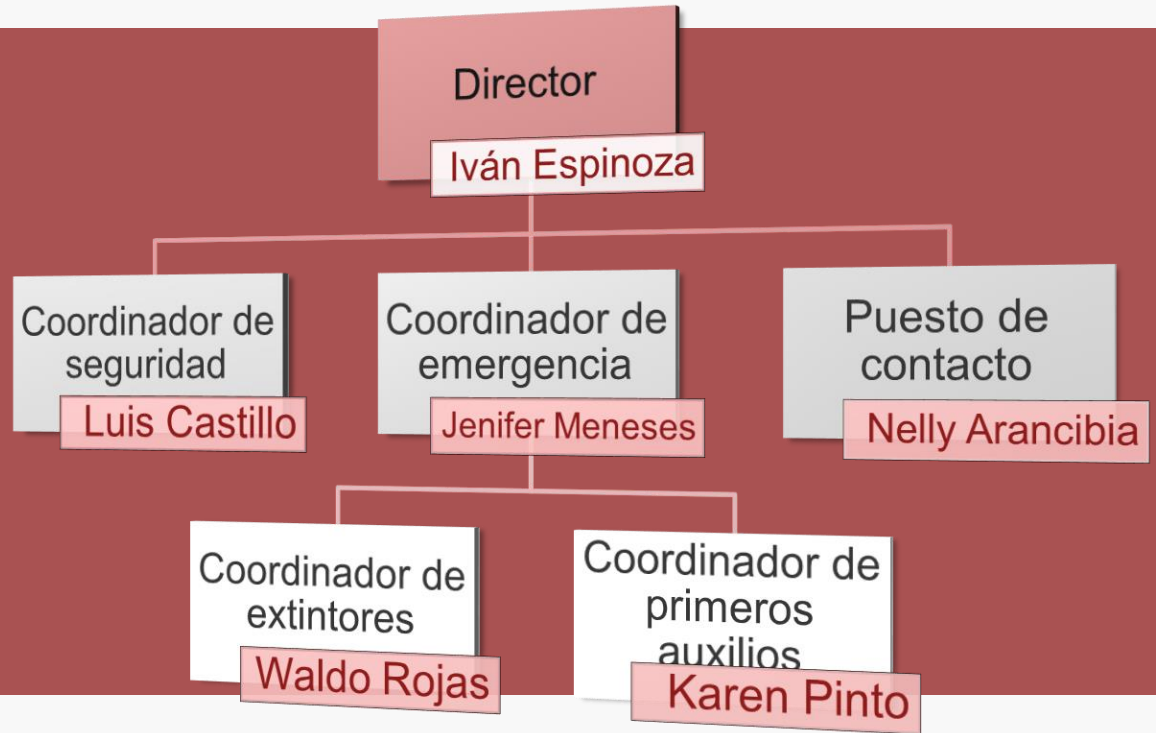 Director
Iván Espinoza
Coordinador de
seguridad
Luis Castillo
Coordinador de
emergencia
Jenifer Meneses
Puesto de
contacto
Nelly Arancibia
Coordinador de
extintores
Waldo Rojas
Coordinador de
primeros
auxilios
Karen Pinto